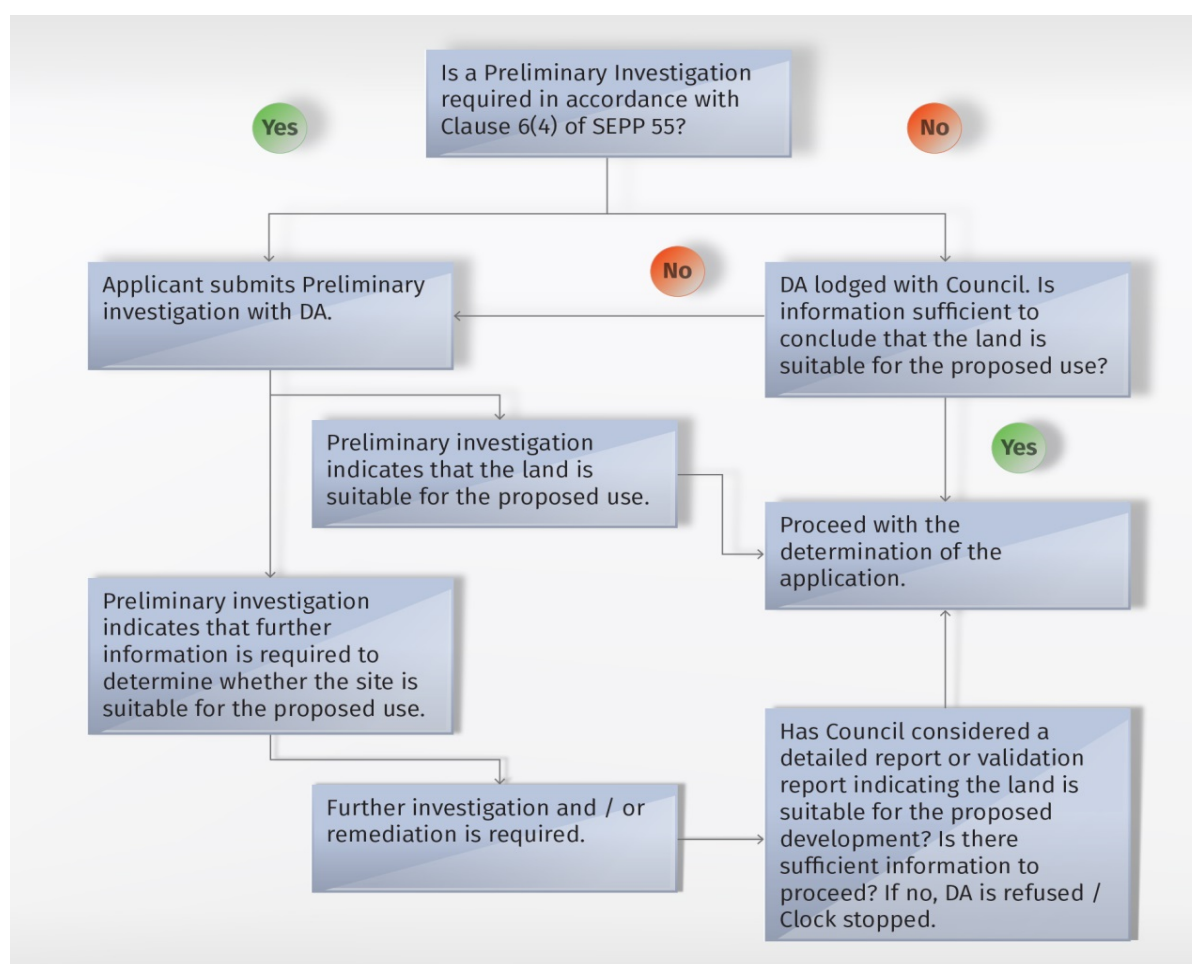 Is a Preliminary Investigation
required in accordance with
Clause 6(4) of SEPP 55?
Yes
No
Applicant submits Preliminary
investigation with DA.
No
DA lodged with Council. Is
information sufficient to
conclude that the land is
suitable for the proposed use?
Preliminary investigation
indicates that the land is
suitable for the proposed use.
Yes
Proceed with the
determination of the
application.
Preliminary investigation
indicates that further
information is required to
determine whether the site is
suitable for the proposed use.
Further investigation and / or
remediation is required.
Has Council considered a
detailed report or validation
report indicating the land is
suitable for the proposed
development? Is there
sufficient information to
proceed? If no, DA is refused /
Clock stopped.